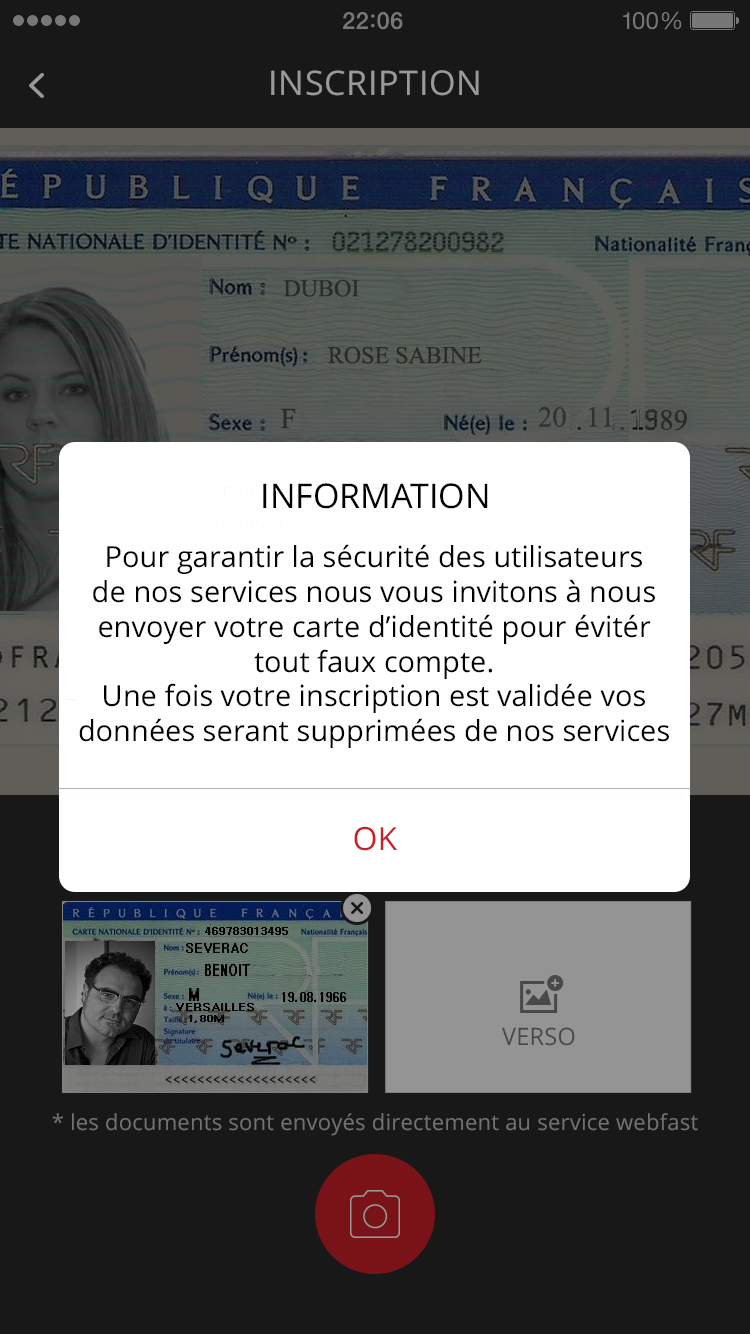 22:06 100%
INSCRIPTION
ÉPUBLIQUE FRANÇAIS
TE NATIONALE D'IDENTITÉ Nº : 021278200982 Nationalité Franç
Nom : DUBOI
Prénom(s) : ROSE SABINE
Sexe : F Né(e) le : 20 .11 .1989
RF
INFORMATION
Pour garantir la sécurité des utilisateurs
de nos services nous vous invitons à nous
envoyer votre carte d’identité pour évitér
tout faux compte.
Une fois votre inscription est validée vos
données serant supprimées de nos services
RF
FRA 205
212 27M
OK
RÉPUBLIQUE FRANÇA
CARTE NATIONALE D'IDENTITÉ Nº : 469783013495 Nationalité Français
Nom : SEVERAC
Prénom(s) : BENOIT
Sexe : M Né(e) le : 19.08.1966
à : VERSAILLES
Taille : 1,80M
Signature
du titulaire
Severac
<<<<<<<<<<<<<<<<<<<<
VERSO
* les documents sont envoyés directement au service webfast